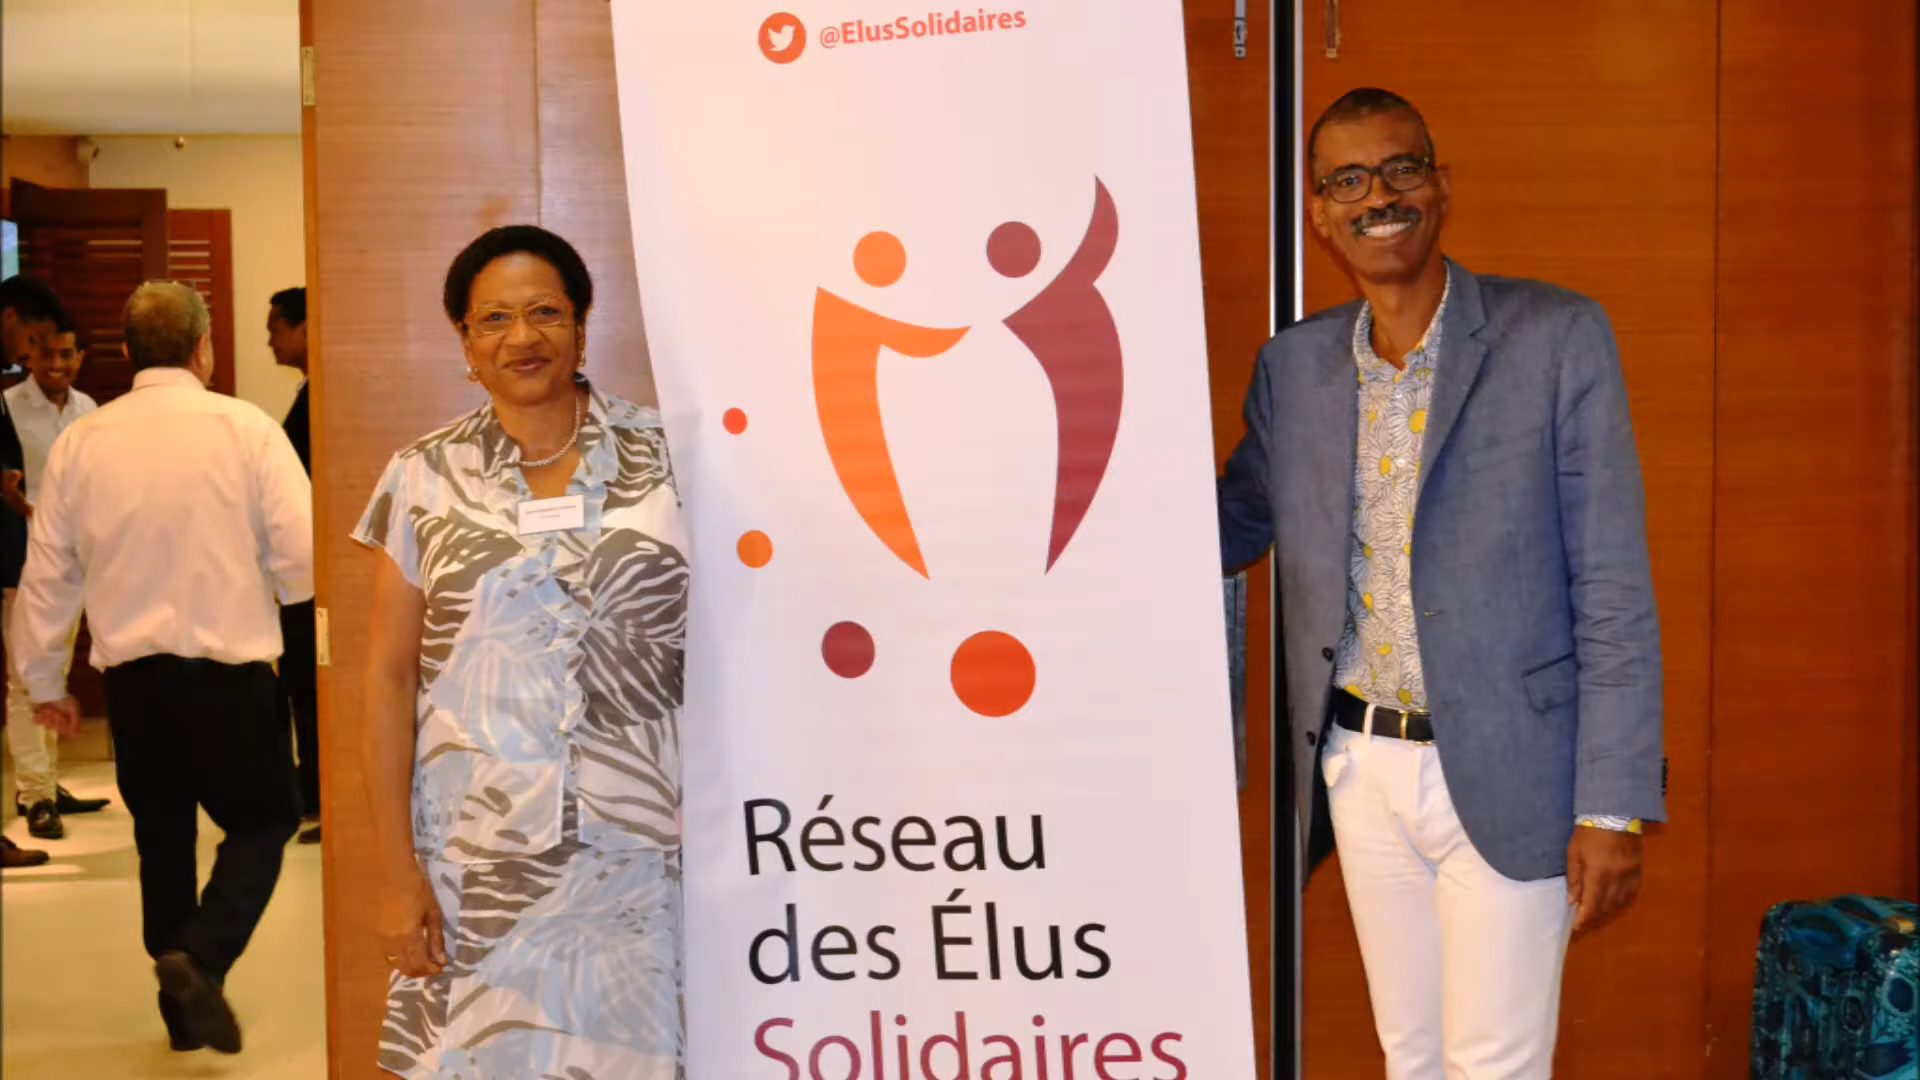 @ElusSolidaires
Réseau
des Élus
Solidaires